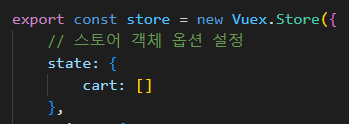 export const store = new Vuex.Store({
// 스토어 객체 옵션 설정
state: {
cart: []
},